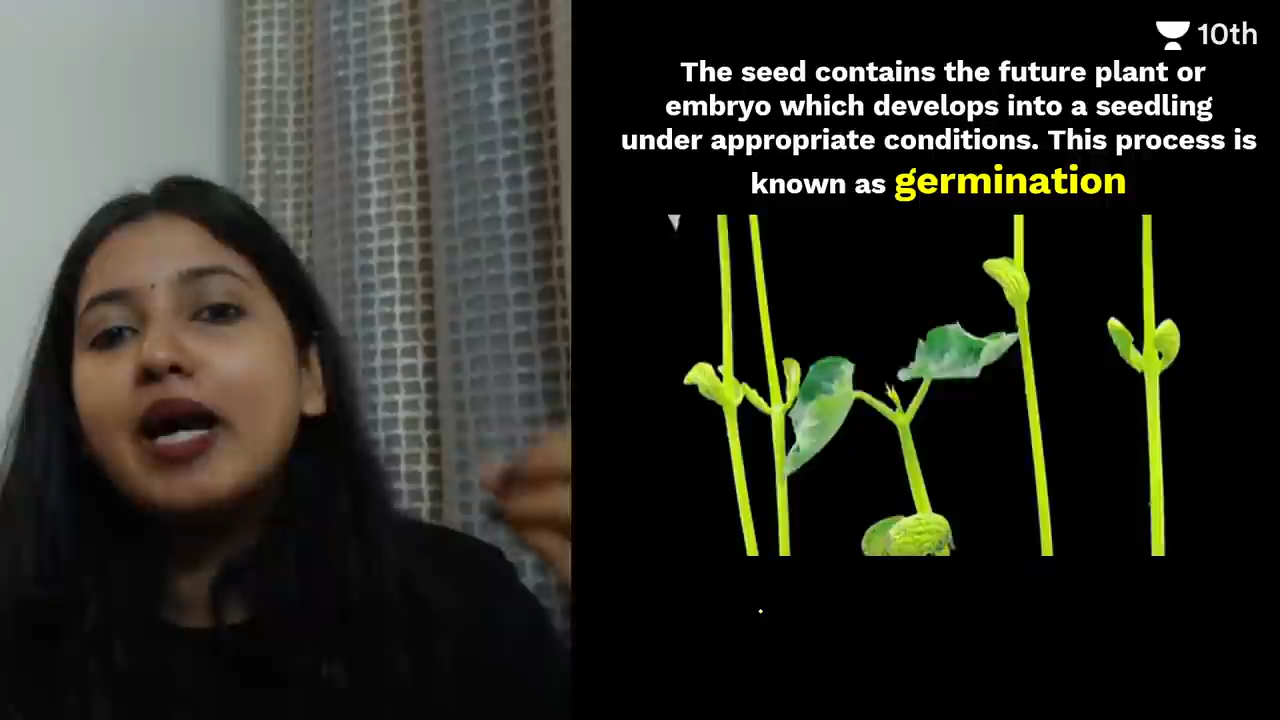 10th
The seed contains the future plant or
embryo which develops into a seedling
under appropriate conditions. This process is
known as germination